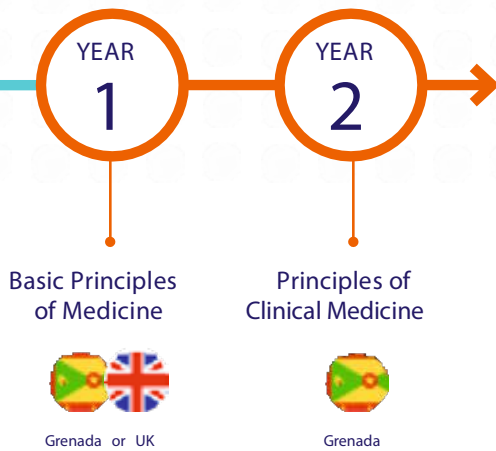 YEAR
1
YEAR
2
Basic Principles
of Medicine
Principles of
Clinical Medicine
Grenada or UK
Grenada